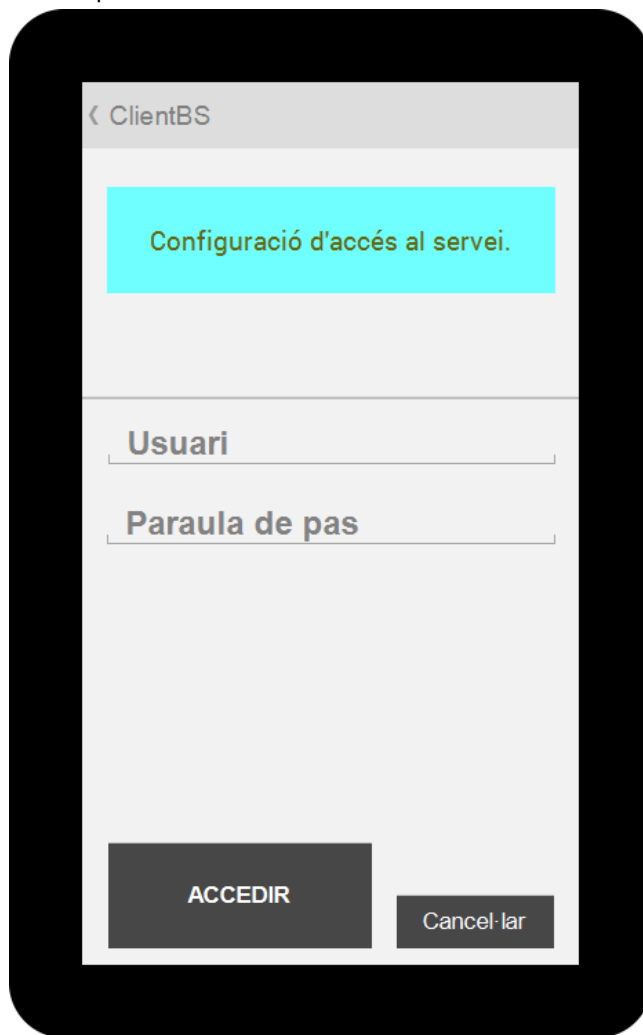 ClientBS
Configuració d'accés al servei.
Usuari
Paraula de pas
ACCEDIR
Cancel·lar